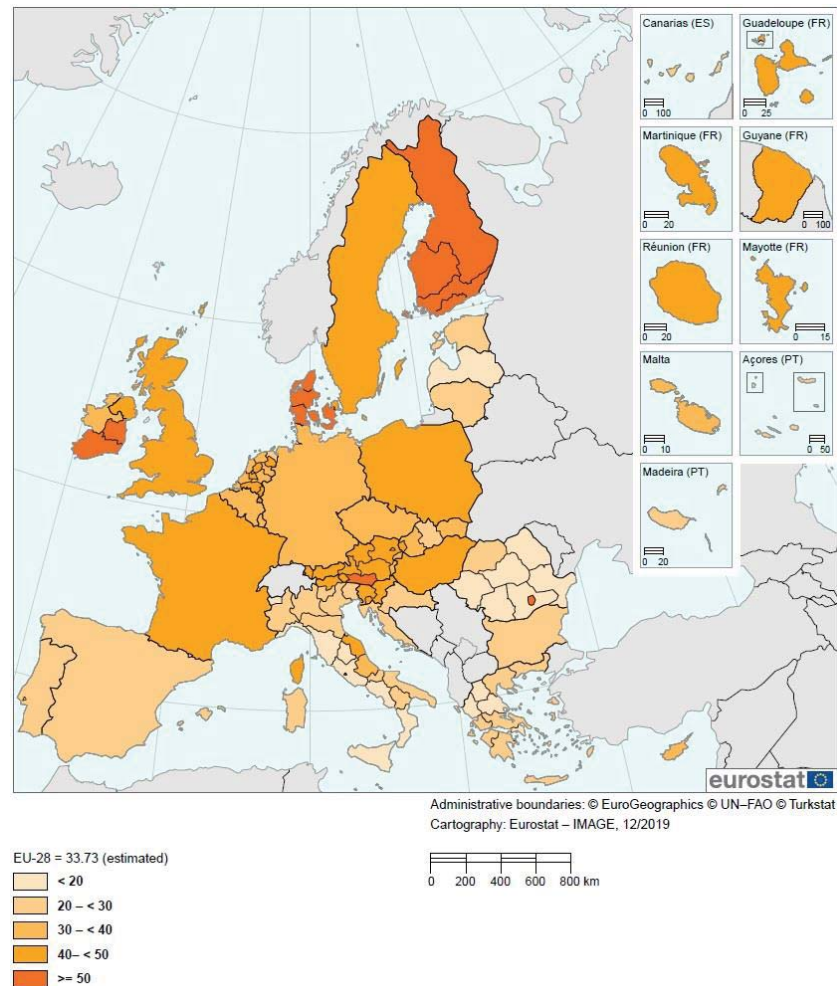 Canarias (ES)
0 100
Guadeloupe (FR)
0 25
Martinique (FR)
0 20
Guyane (FR)
0 100
Réunion (FR)
0 20
Mayotte (FR)
0 15
Malta
0 10
Açores (PT)
0 50
Madeira (PT)
0 20
eurostat
Administrative boundaries: © EuroGeographics © UN–FAO © Turkstat
Cartography: Eurostat – IMAGE, 12/2019
EU-28 = 33.73 (estimated)
< 20
20 – < 30
30 – < 40
40– < 50
>= 50
0 200 400 600 800 km